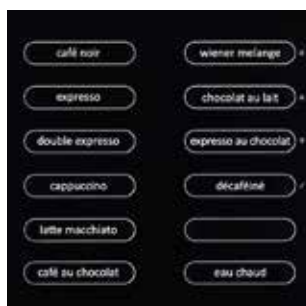 café noir
expresso
double expresso
cappuccino
latte macchiato
café au chocolat
wiener melange
chocolat au lait
expresso au chocolat
décaféiné
eau chaud